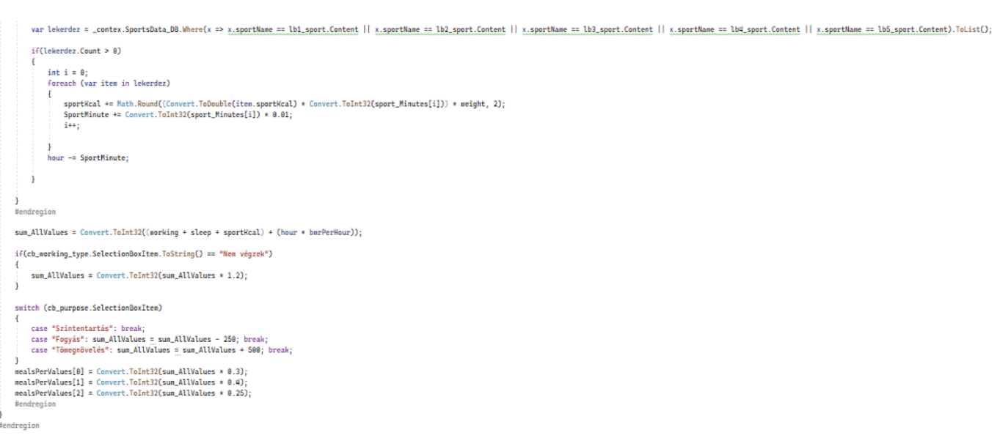 var lekerdez = _contex.SportsData_DB.Where(x => x.sportName == lb1_sport.Content || x.sportName == lb2_sport.Content || x.sportName == lb3_sport.Content || x.sportName == lb4_sport.Content || x.sportName == lb5_sport.Content).ToList();
if(lekerdez.Count > 0)
{
int i = 0;
foreach (var item in lekerdez)
{
sportKcal += Math.Round((Convert.ToDouble(item.sportKcal) * Convert.ToInt32(sport_Minutes[i])) * weight, 2);
SportMinute += Convert.ToInt32(sport_Minutes[i]) * 0.01;
i++;
}
hour -= SportMinute;
}
}
#endregion
sum_AllValues = Convert.ToInt32((working + sleep + sportKcal) + (hour * bmrPerHour));
if(cb_working_type.SelectionBoxItem.ToString() == "Nem végzek")
{
sum_AllValues = Convert.ToInt32(sum_AllValues * 1.2);
}
switch (cb_purpose.SelectionBoxItem)
{
case "Szintentartás": break;
case "Fogyás": sum_AllValues = sum_AllValues - 250; break;
case "Tömegnövelés": sum_AllValues = sum_AllValues + 500; break;
}
mealsPerValues[0] = Convert.ToInt32(sum_AllValues * 0.3);
mealsPerValues[1] = Convert.ToInt32(sum_AllValues * 0.4);
mealsPerValues[2] = Convert.ToInt32(sum_AllValues * 0.25);
#endregion
}
#endregion